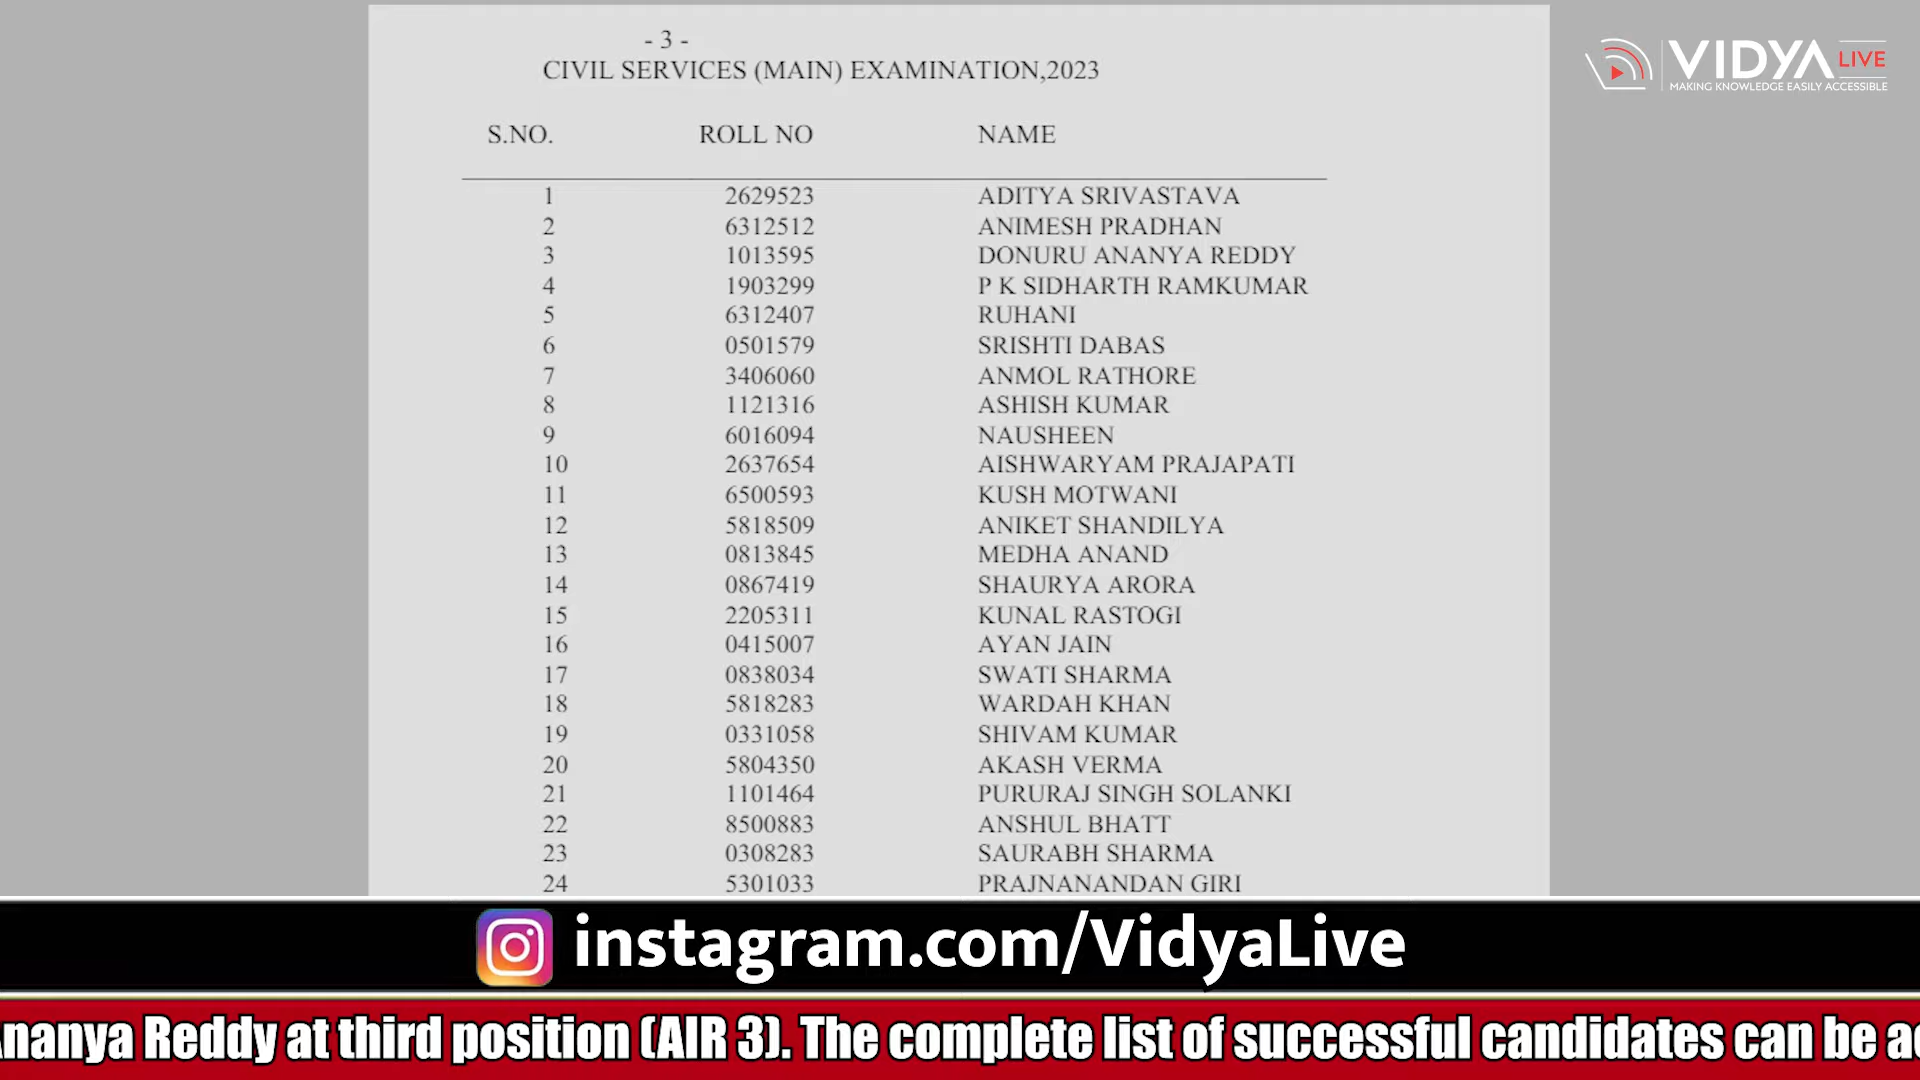 - 3 -
CIVIL SERVICES (MAIN) EXAMINATION,2023
VIDYA LIVE
MAKING KNOWLEDGE EASILY ACCESSIBLE
S.NO. ROLL NO NAME
1 2629523 ADITYA SRIVASTAVA
2 6312512 ANIMESH PRADHAN
3 1013595 DONURU ANANYA REDDY
4 1903299 P K SIDHARTH RAMKUMAR
5 6312407 RUHANI
6 0501579 SRISHTI DABAS
7 3406060 ANMOL RATHORE
8 1121316 ASHISH KUMAR
9 6016094 NAUSHEEN
10 2637654 AISHWARYAM PRAJAPATI
11 6500593 KUSH MOTWANI
12 5818509 ANIKET SHANDILYA
13 0813845 MEDHA ANAND
14 0867419 SHAURYA ARORA
15 2205311 KUNAL RASTOGI
16 0415007 AYAN JAIN
17 0838034 SWATI SHARMA
18 5818283 WARDAH KHAN
19 0331058 SHIVAM KUMAR
20 5804350 AKASH VERMA
21 1101464 PURURAJ SINGH SOLANKI
22 8500883 ANSHUL BHATT
23 0308283 SAURABH SHARMA
24 5301033 PRAJNANANDAN GIRI
instagram.com/VidyaLive
nanya Reddy at third position (AIR 3). The complete list of successful candidates can be